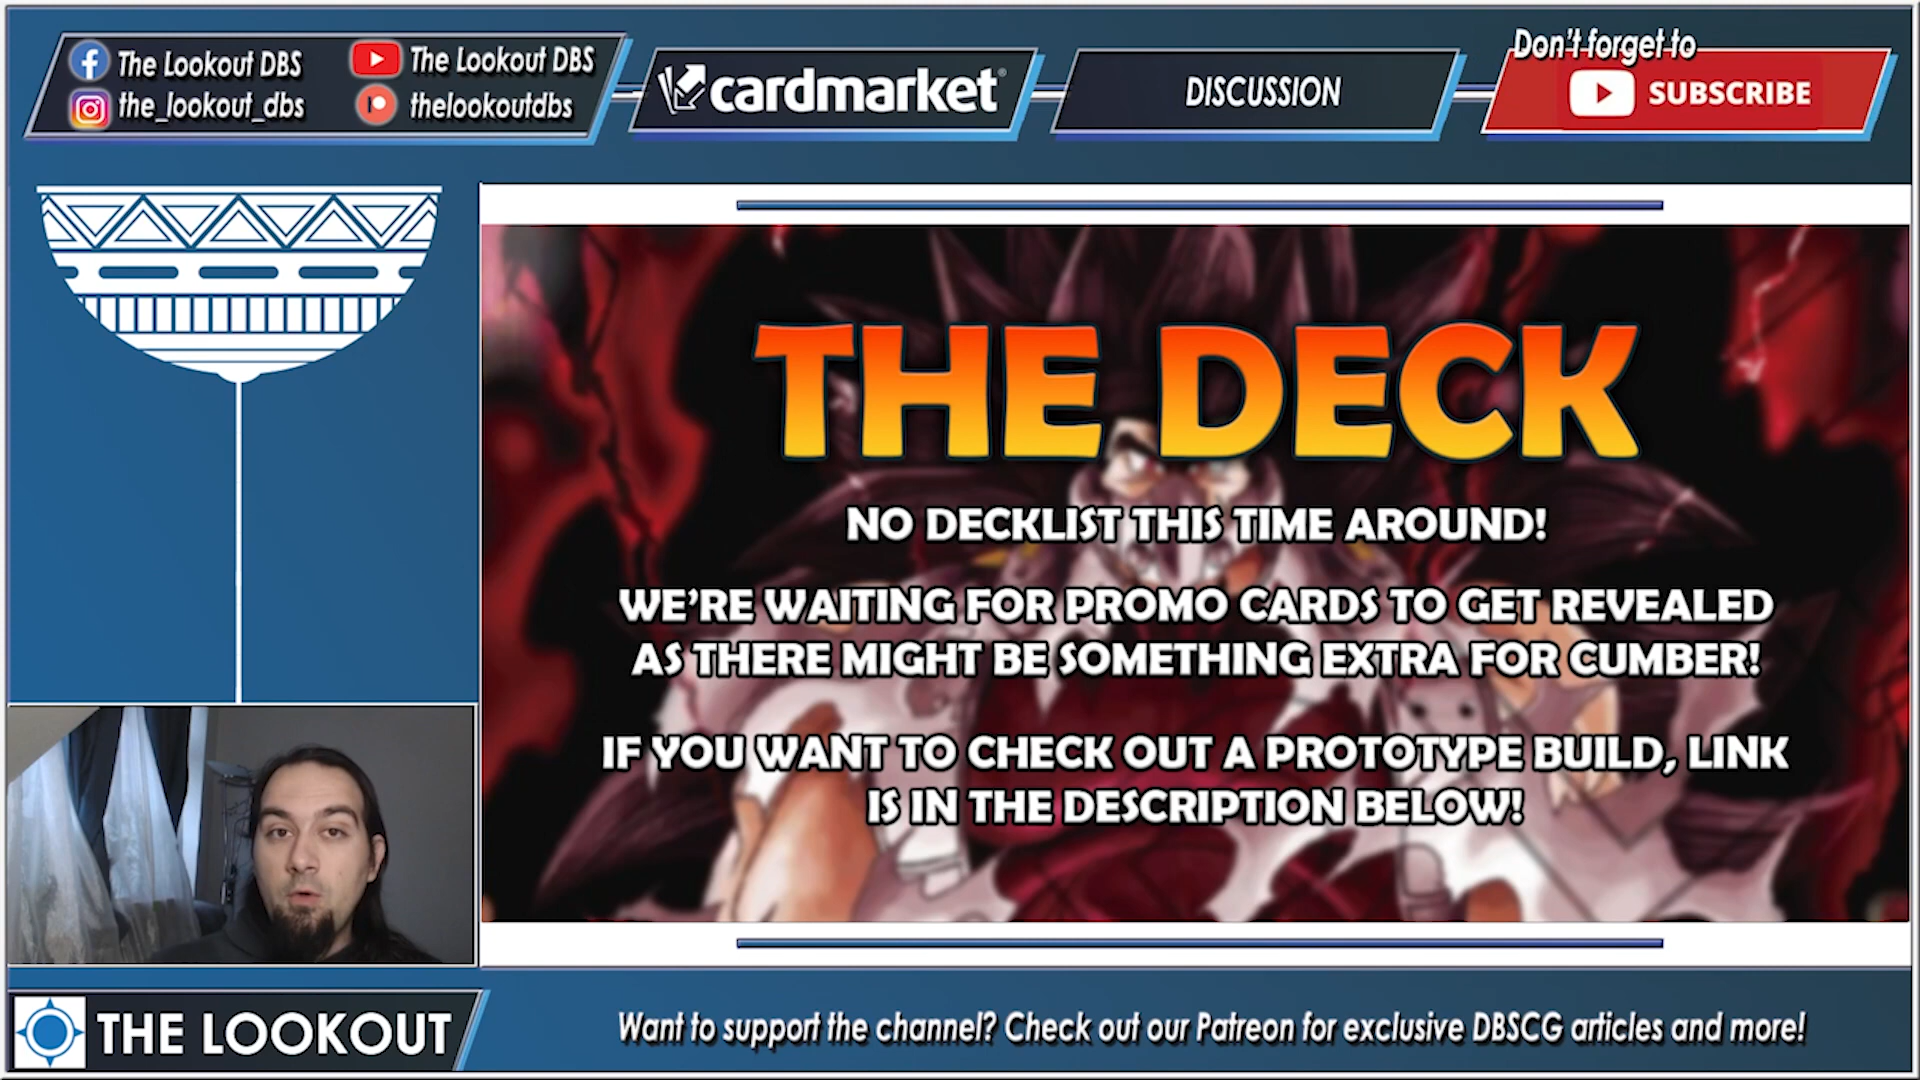 The Lookout DBS
The Lookout DBS
the_lookout_dbs
thelookoutdbs
cardmarket
DISCUSSION
Don't forget to
SUBSCRIBE
THE DECK
NO DECKLIST THIS TIME AROUND!
WE'RE WAITING FOR PROMO CARDS TO GET REVEALED
AS THERE MIGHT BE SOMETHING EXTRA FOR CUMBER!
IF YOU WANT TO CHECK OUT A PROTOTYPE BUILD, LINK
IS IN THE DESCRIPTION BELOW!
THE LOOKOUT
Want to support the channel? Check out our Patreon for exclusive DBSCG articles and more!